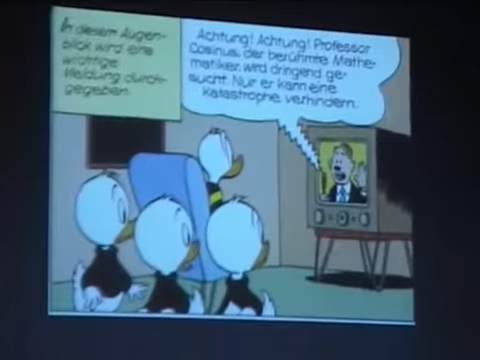 In diesem Augen-
blick wird eine
wichtige
Meldung durch-
gegeben.
Achtung! Achtung! Professor
Cosinus, der berühmte Mathe-
matiker, wird dringend ge-
sucht. Nur er kann eine
Katastrophe verhindern.